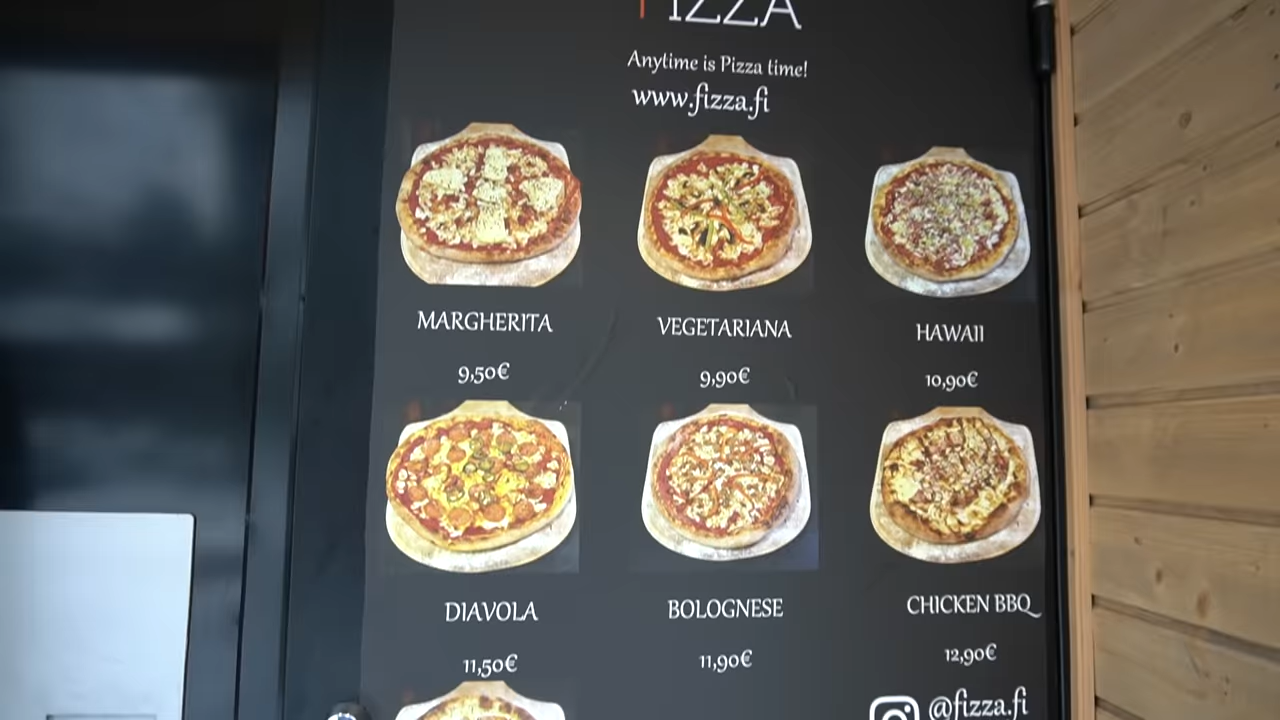 FIZZA
Anytime is Pizza time!
www.fizza.fi
MARGHERITA
9,50€
VEGETARIANA
9,90€
HAWAII
10,90€
DIAVOLA
11,50€
BOLOGNESE
11,90€
CHICKEN BBQ
12,90€
@fizza.fi